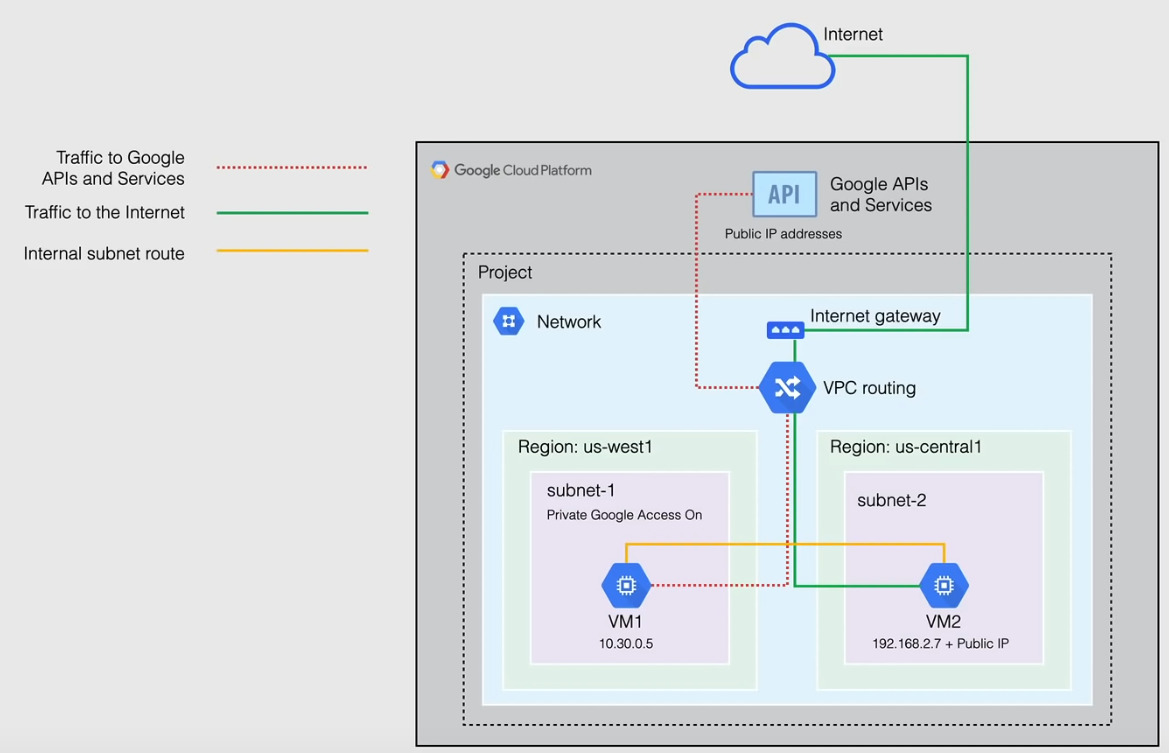 Internet
Traffic to Google
APIs and Services
Traffic to the Internet
Internal subnet route
Google Cloud Platform
API
Google APIs
and Services
Public IP addresses
Project
Network
Internet gateway
VPC routing
Region: us-west1
subnet-1
Private Google Access On
VM1
10.30.0.5
Region: us-central1
subnet-2
VM2
192.168.2.7 + Public IP